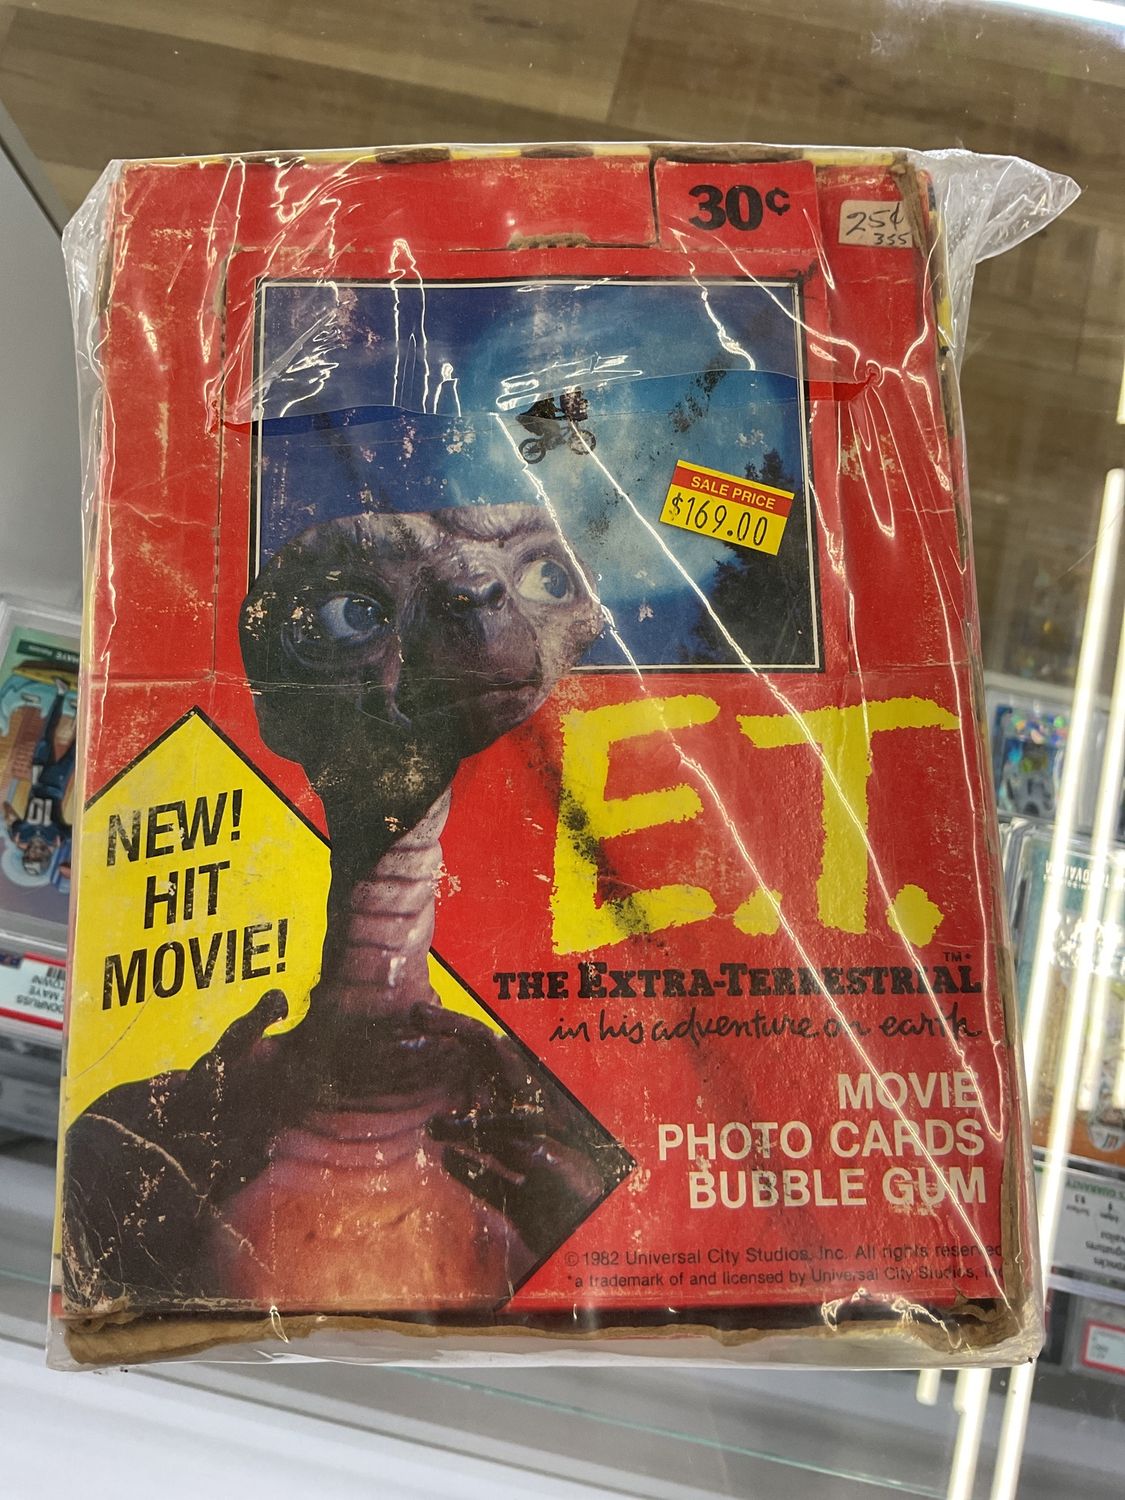 30¢
25¢
355
SALE PRICE
$169.00
NEW!
HIT
MOVIE!
E.T.
TM*
THE EXTRA-TERRESTRIAL
in his adventure on earth
MOVIE
PHOTO CARDS
BUBBLE GUM
©1982 Universal City Studios, Inc. All rights reserved
*a trademark of and licensed by Universal City Studios,